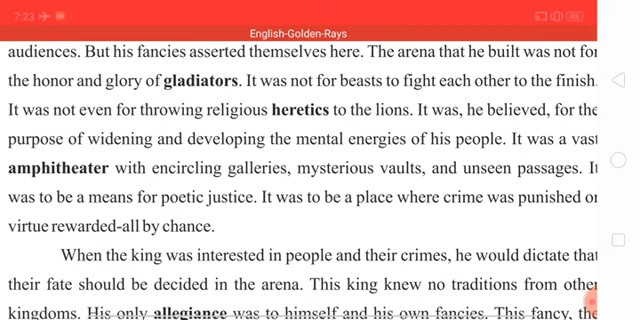 7:23
English-Golden-Rays
audiences. But his fancies asserted themselves here. The arena that he built was not for
the honor and glory of gladiators. It was not for beasts to fight each other to the finish.
It was not even for throwing religious heretics to the lions. It was, he believed, for the
purpose of widening and developing the mental energies of his people. It was a vast
amphitheater with encircling galleries, mysterious vaults, and unseen passages. It
was to be a means for poetic justice. It was to be a place where crime was punished or
virtue rewarded-all by chance.
When the king was interested in people and their crimes, he would dictate that
their fate should be decided in the arena. This king knew no traditions from other
kingdoms. His only allegiance was to himself and his own fancies. This fancy, the